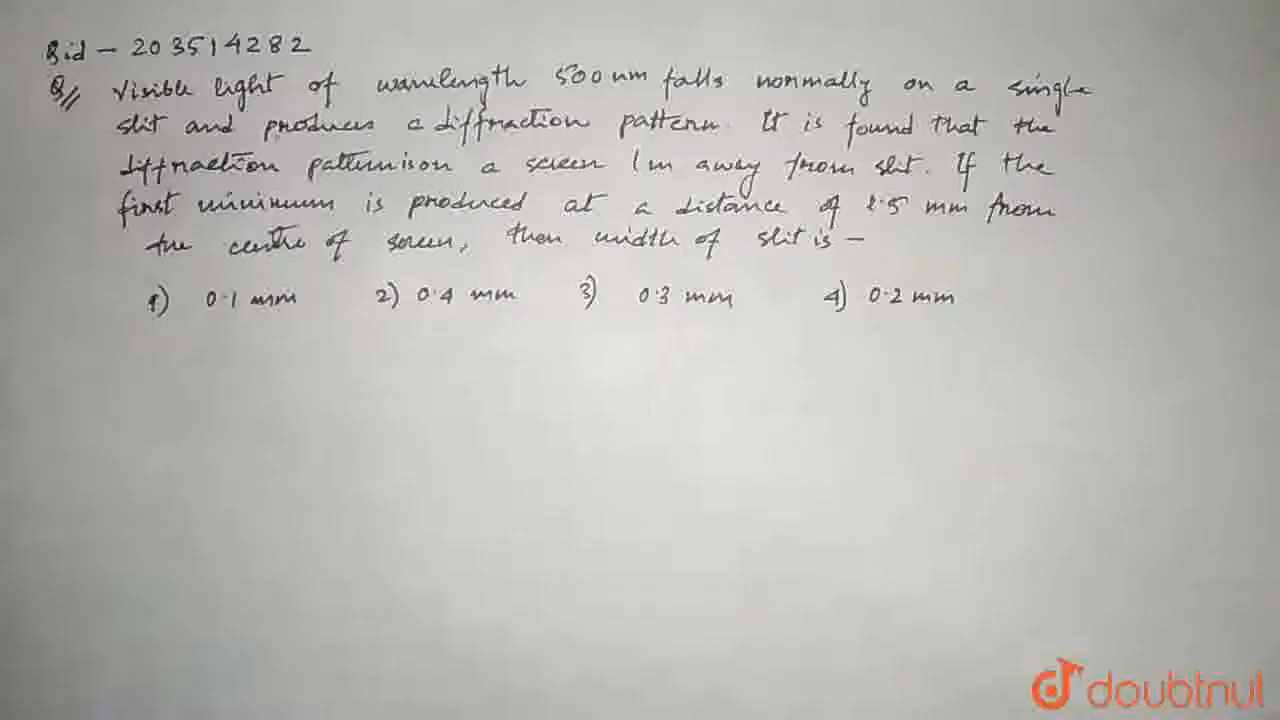 Qid - 203514282
Q// Visible light of wavelength 500 nm falls normally on a single
slit and produces a diffraction pattern. It is found that the
diffraction pattern is on a screen 1m away from slit. If the
first minimum is produced at a distance of 2.5 mm from
the centre of screen, then width of slit is -
1) 0.1 mm 2) 0.4 mm 3) 0.3 mm 4) 0.2 mm
doubtnut